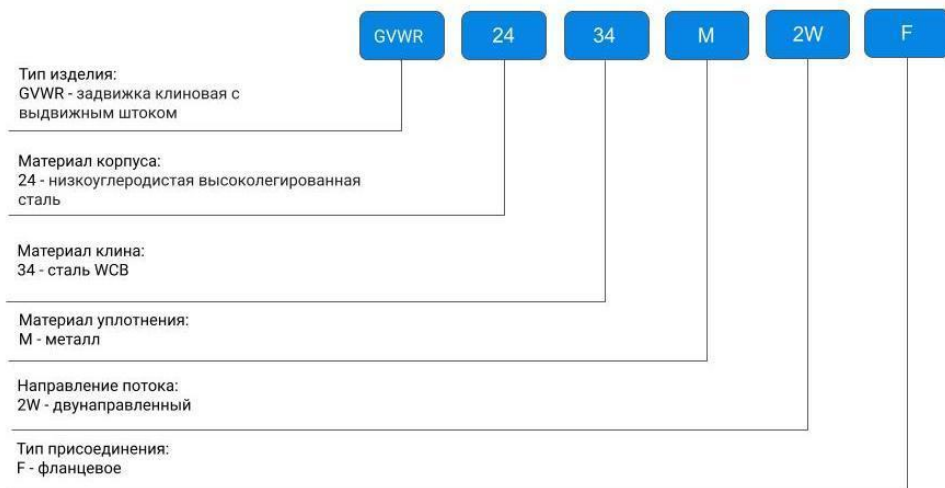 GVWR 24 34 M 2W F
Тип изделия:
GVWR - задвижка клиновая с
выдвижным штоком
Материал корпуса:
24 - низкоуглеродистая высоколегированная
сталь
Материал клина:
34 - сталь WCB
Материал уплотнения:
М - металл
Направление потока:
2W - двунаправленный
Тип присоединения:
F - фланцевое